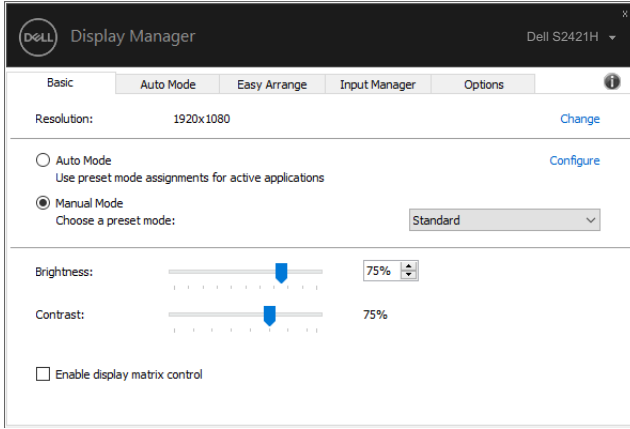 DELL Display Manager
Dell S2421H
x
Basic Auto Mode Easy Arrange Input Manager Options
Resolution: 1920x1080 Change
Auto Mode Configure
Use preset mode assignments for active applications
Manual Mode
Choose a preset mode: Standard
Brightness: 75%
Contrast: 75%
Enable display matrix control